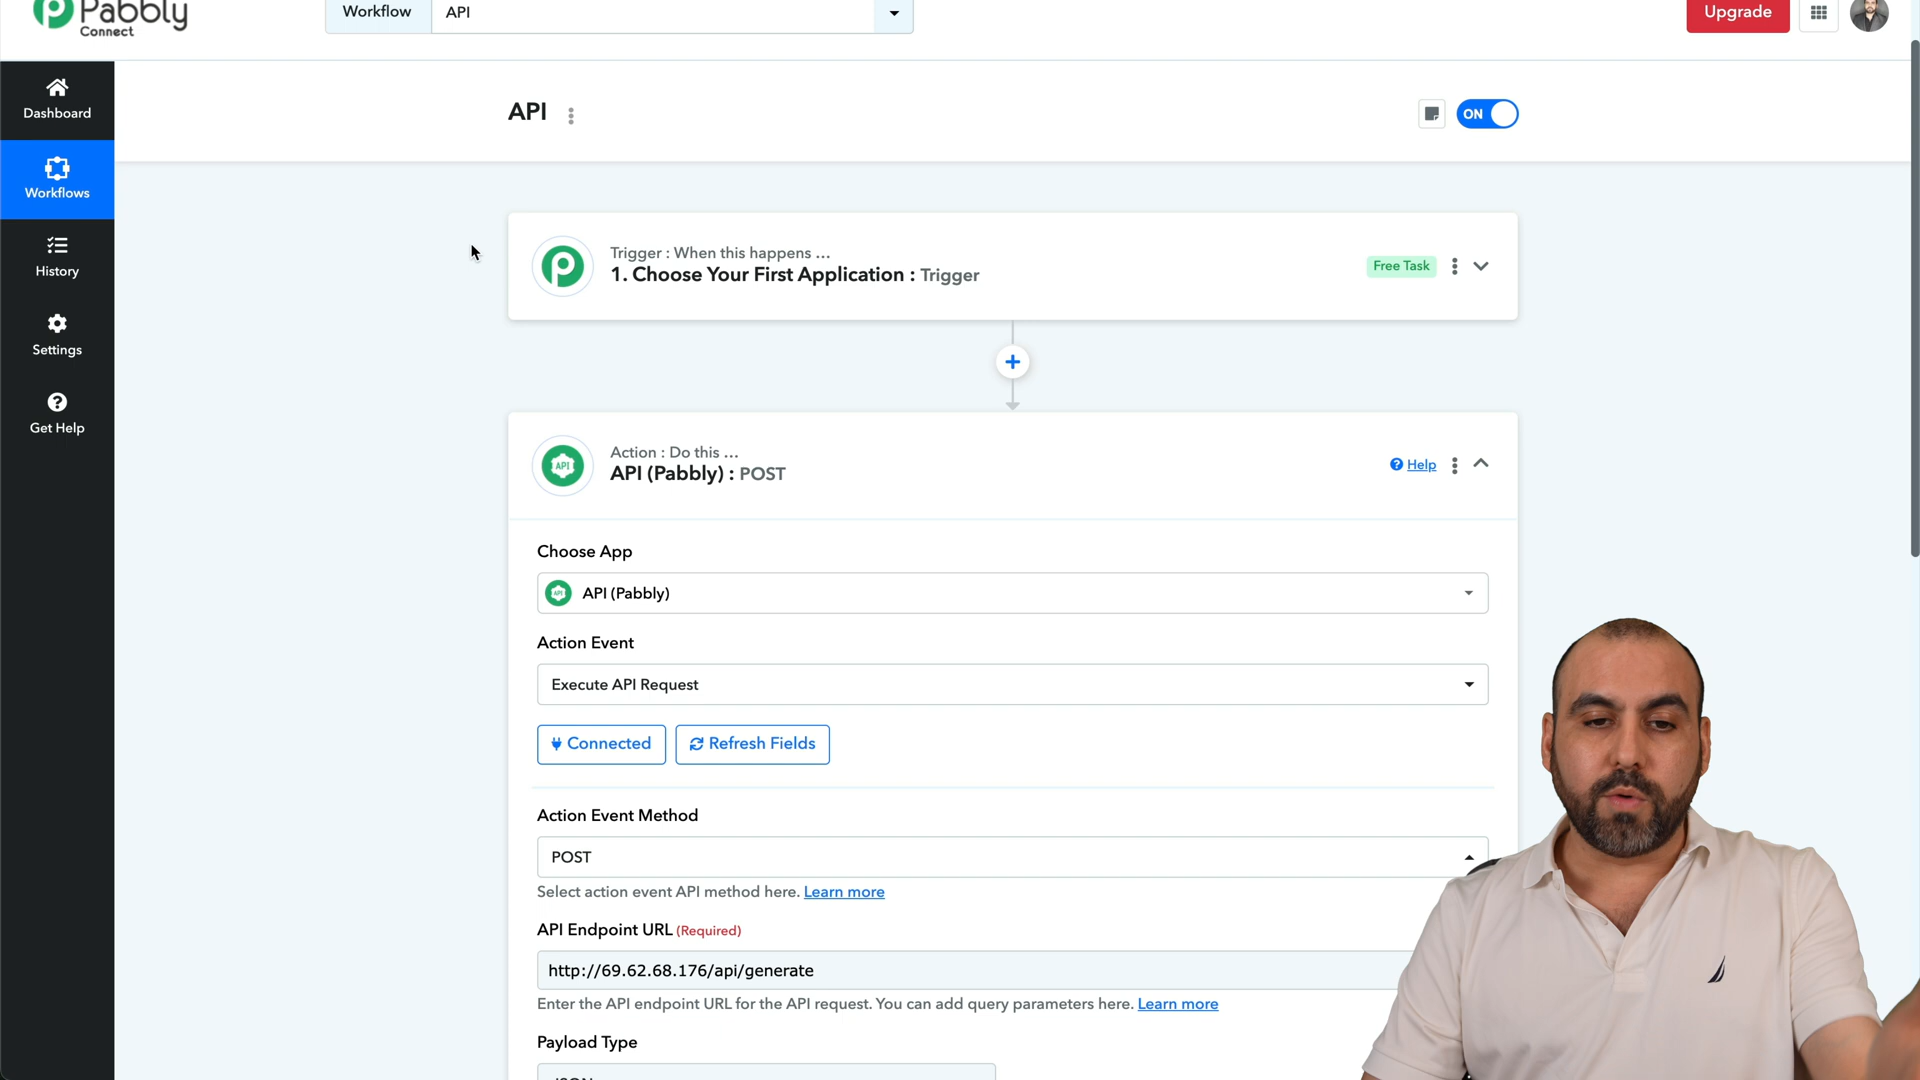 Pabbly
Connect
Workflow
API
Upgrade
Dashboard
Workflows
History
Settings
Get Help
API
ON
Trigger : When this happens ...
1. Choose Your First Application : Trigger
Free Task
Action : Do this ...
API (Pabbly) : POST
Help
Choose App
API (Pabbly)
Action Event
Execute API Request
Connected
Refresh Fields
Action Event Method
POST
Select action event API method here. Learn more
API Endpoint URL (Required)
http://69.62.68.176/api/generate
Enter the API endpoint URL for the API request. You can add query parameters here. Learn more
Payload Type